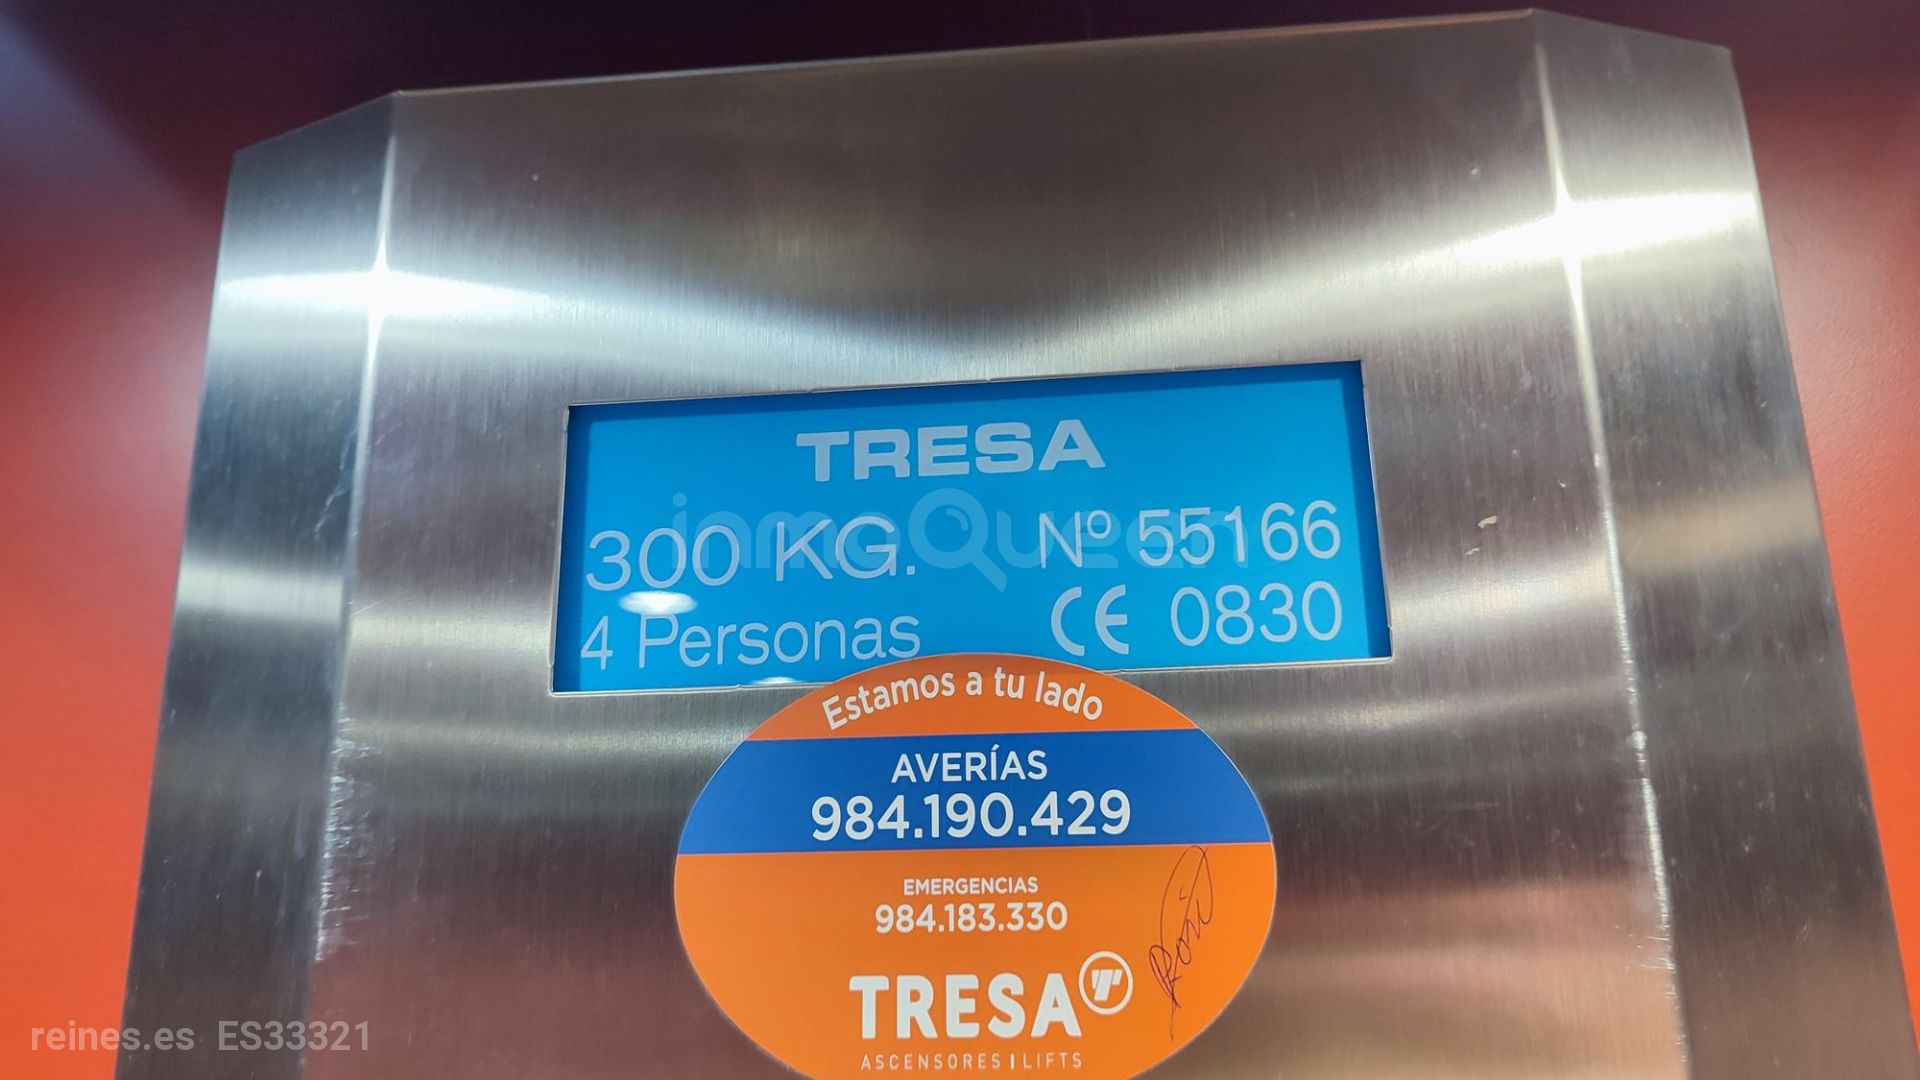 TRESA
300 KG. Nº 55166
4 Personas CE 0830
inmoQueen
Estamos a tu lado
AVERÍAS
984.190.429
EMERGENCIAS
984.183.330
TRESA
ASCENSORES | LIFTS
reines.es ES33321